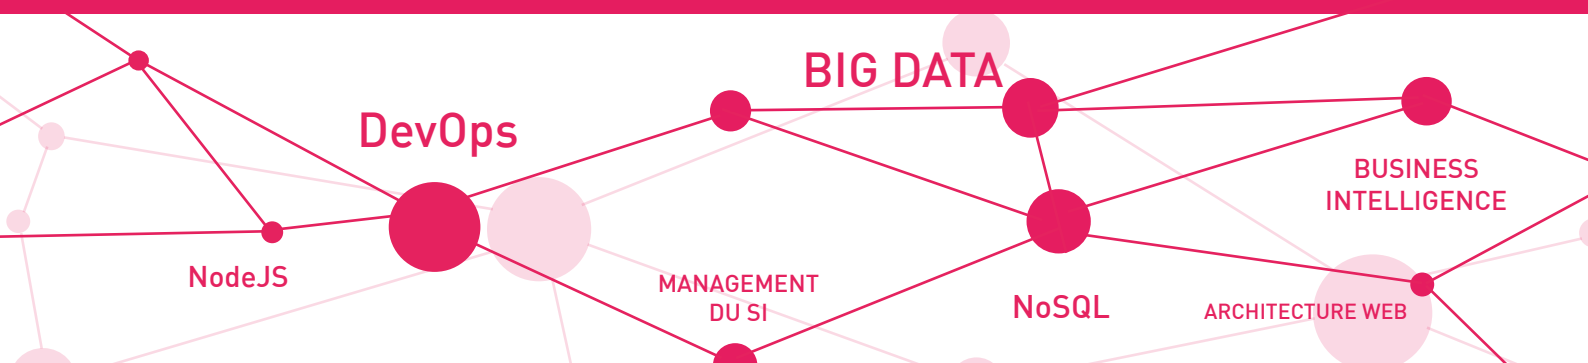 BIG DATA
DevOps
BUSINESS
INTELLIGENCE
NodeJS
MANAGEMENT
DU SI
NoSQL
ARCHITECTURE WEB